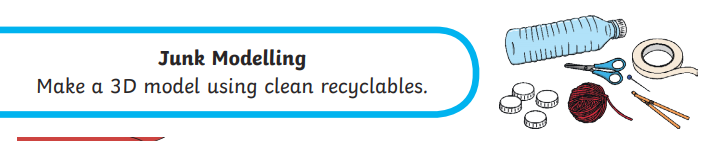 Junk Modelling
Make a 3D model using clean recyclables.